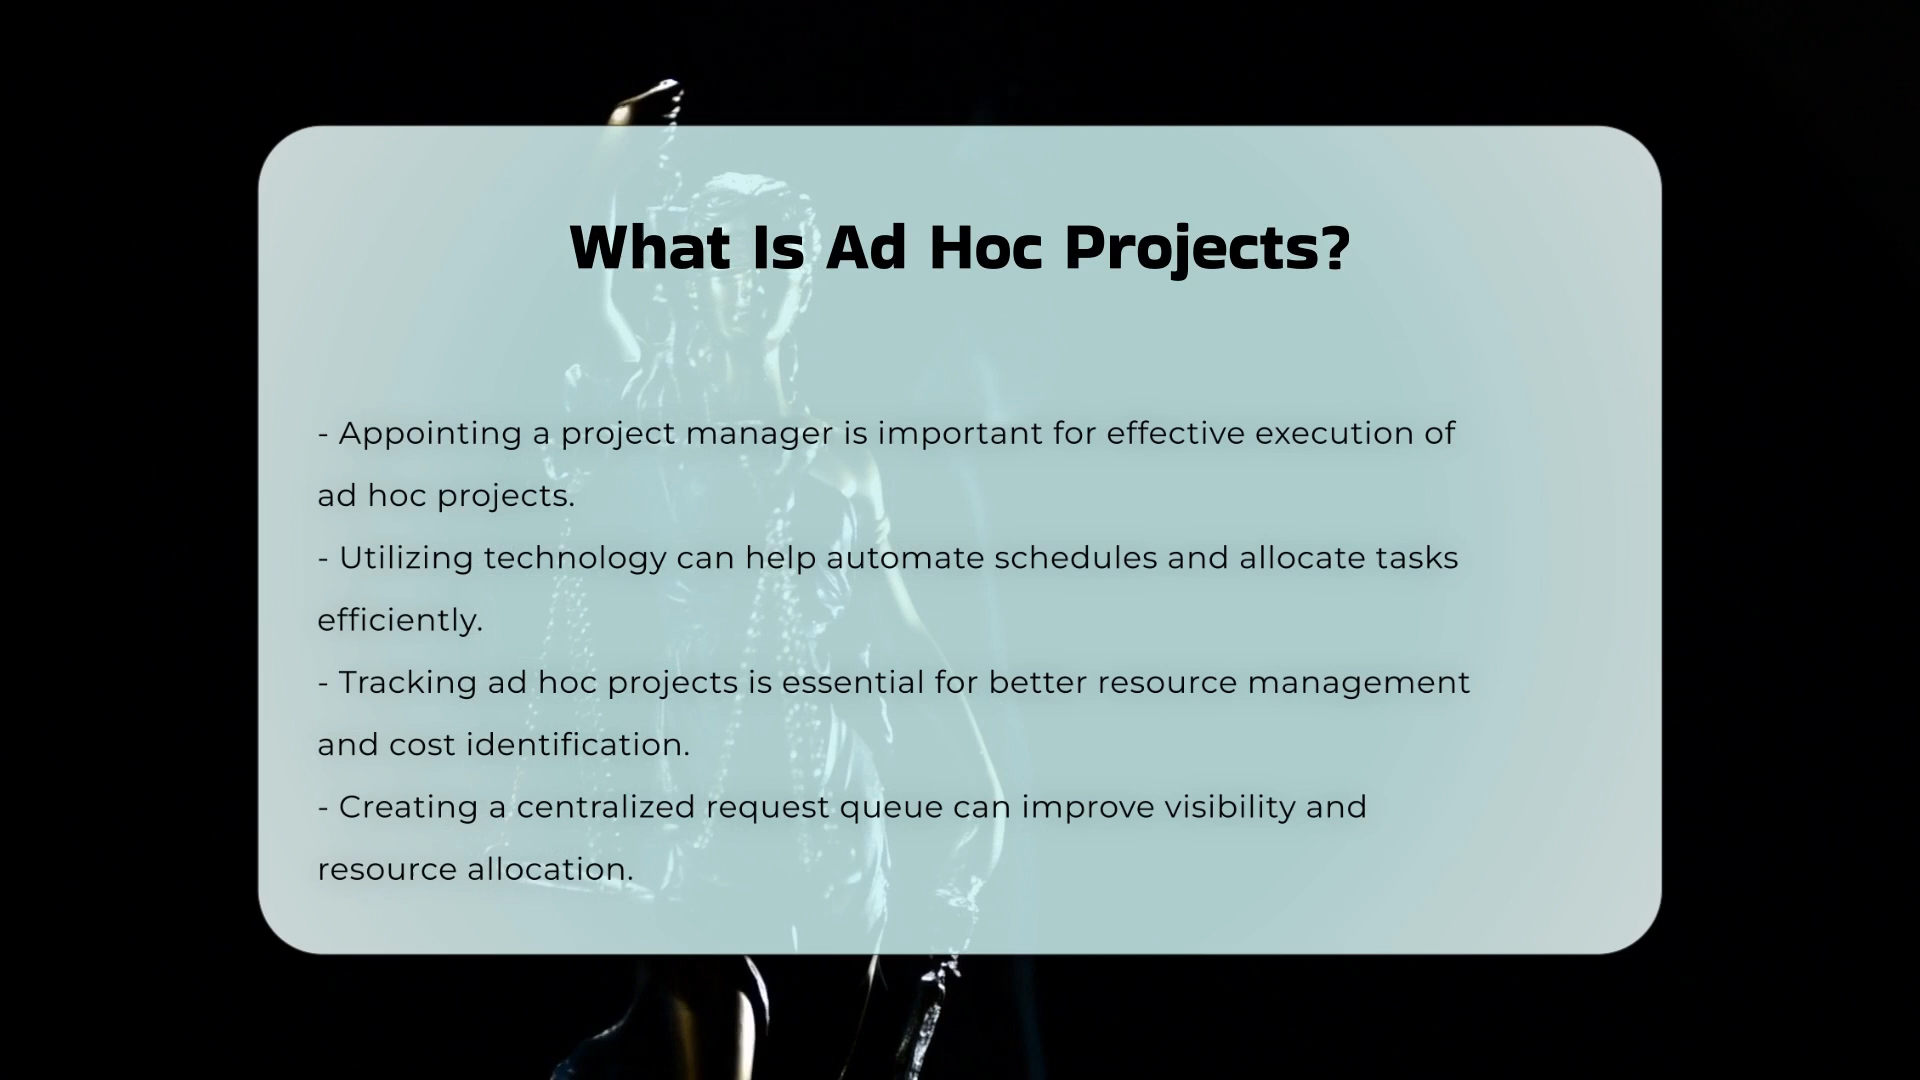 What Is Ad Hoc Projects?
- Appointing a project manager is important for effective execution of
ad hoc projects.
- Utilizing technology can help automate schedules and allocate tasks
efficiently.
- Tracking ad hoc projects is essential for better resource management
and cost identification.
- Creating a centralized request queue can improve visibility and
resource allocation.